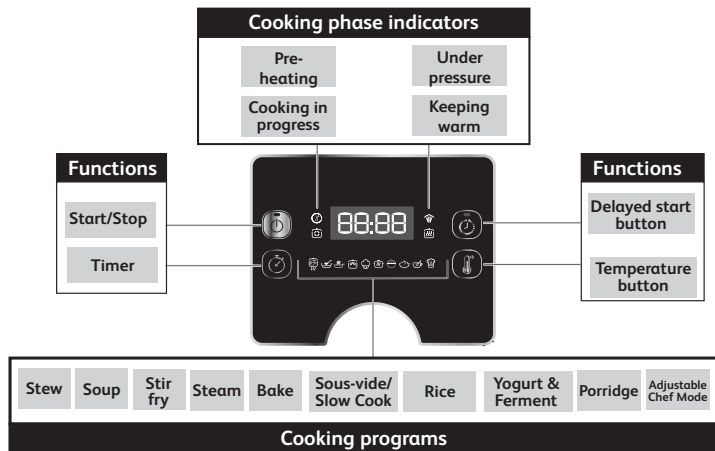 Cooking phase indicators
Pre-
heating
Under
pressure
Cooking in
progress
Keeping
warm
Functions
Start/Stop
Timer
88:88
Functions
Delayed start
button
Temperature
button
Stew
Soup
Stir
fry
Steam
Bake
Sous-vide/
Slow Cook
Rice
Yogurt &
Ferment
Porridge
Adjustable
Chef Mode
Cooking programs